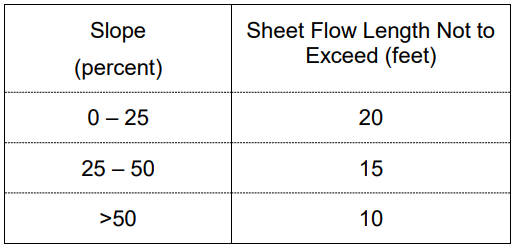 Slope
(percent)
Sheet Flow Length Not to
Exceed (feet)
0 – 25
20
25 – 50
15
>50
10